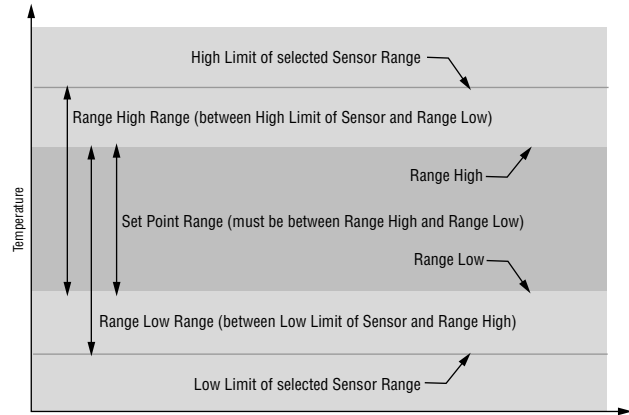 High Limit of selected Sensor Range
Range High Range (between High Limit of Sensor and Range Low)
Range High
Temperature
Set Point Range (must be between Range High and Range Low)
Range Low
Range Low Range (between Low Limit of Sensor and Range High)
Low Limit of selected Sensor Range